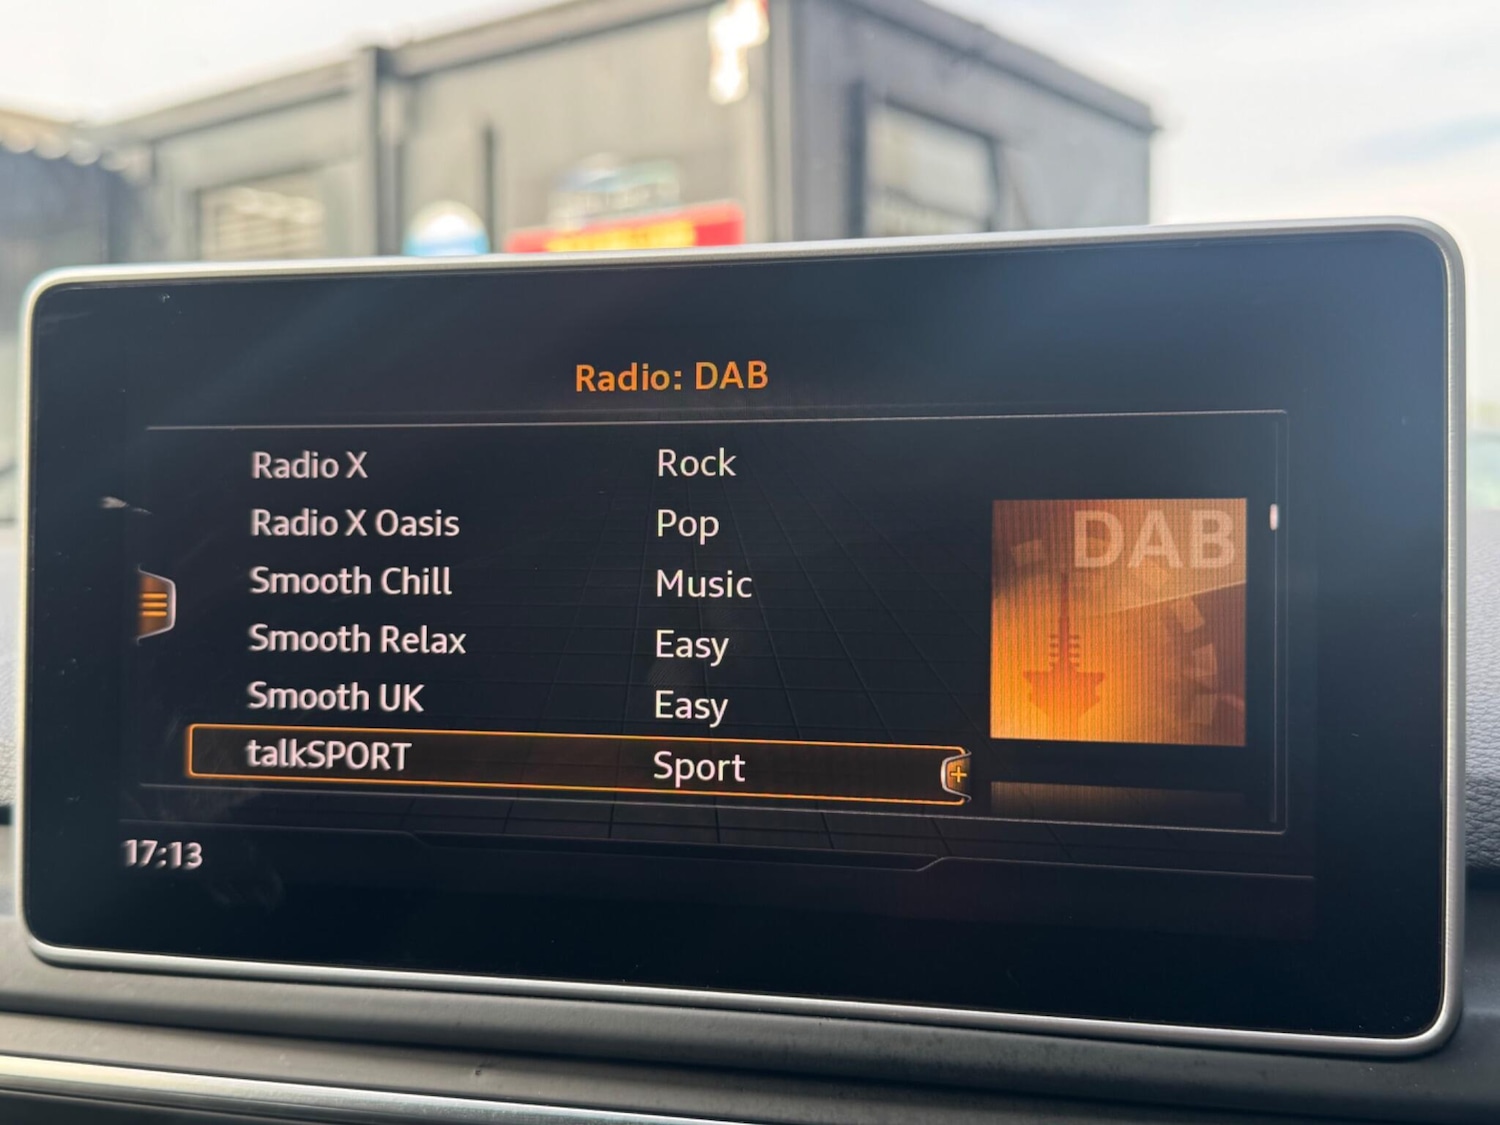 Radio: DAB
Radio X Rock
Radio X Oasis Pop
Smooth Chill Music
Smooth Relax Easy
Smooth UK Easy
talkSPORT Sport
DAB
17:13